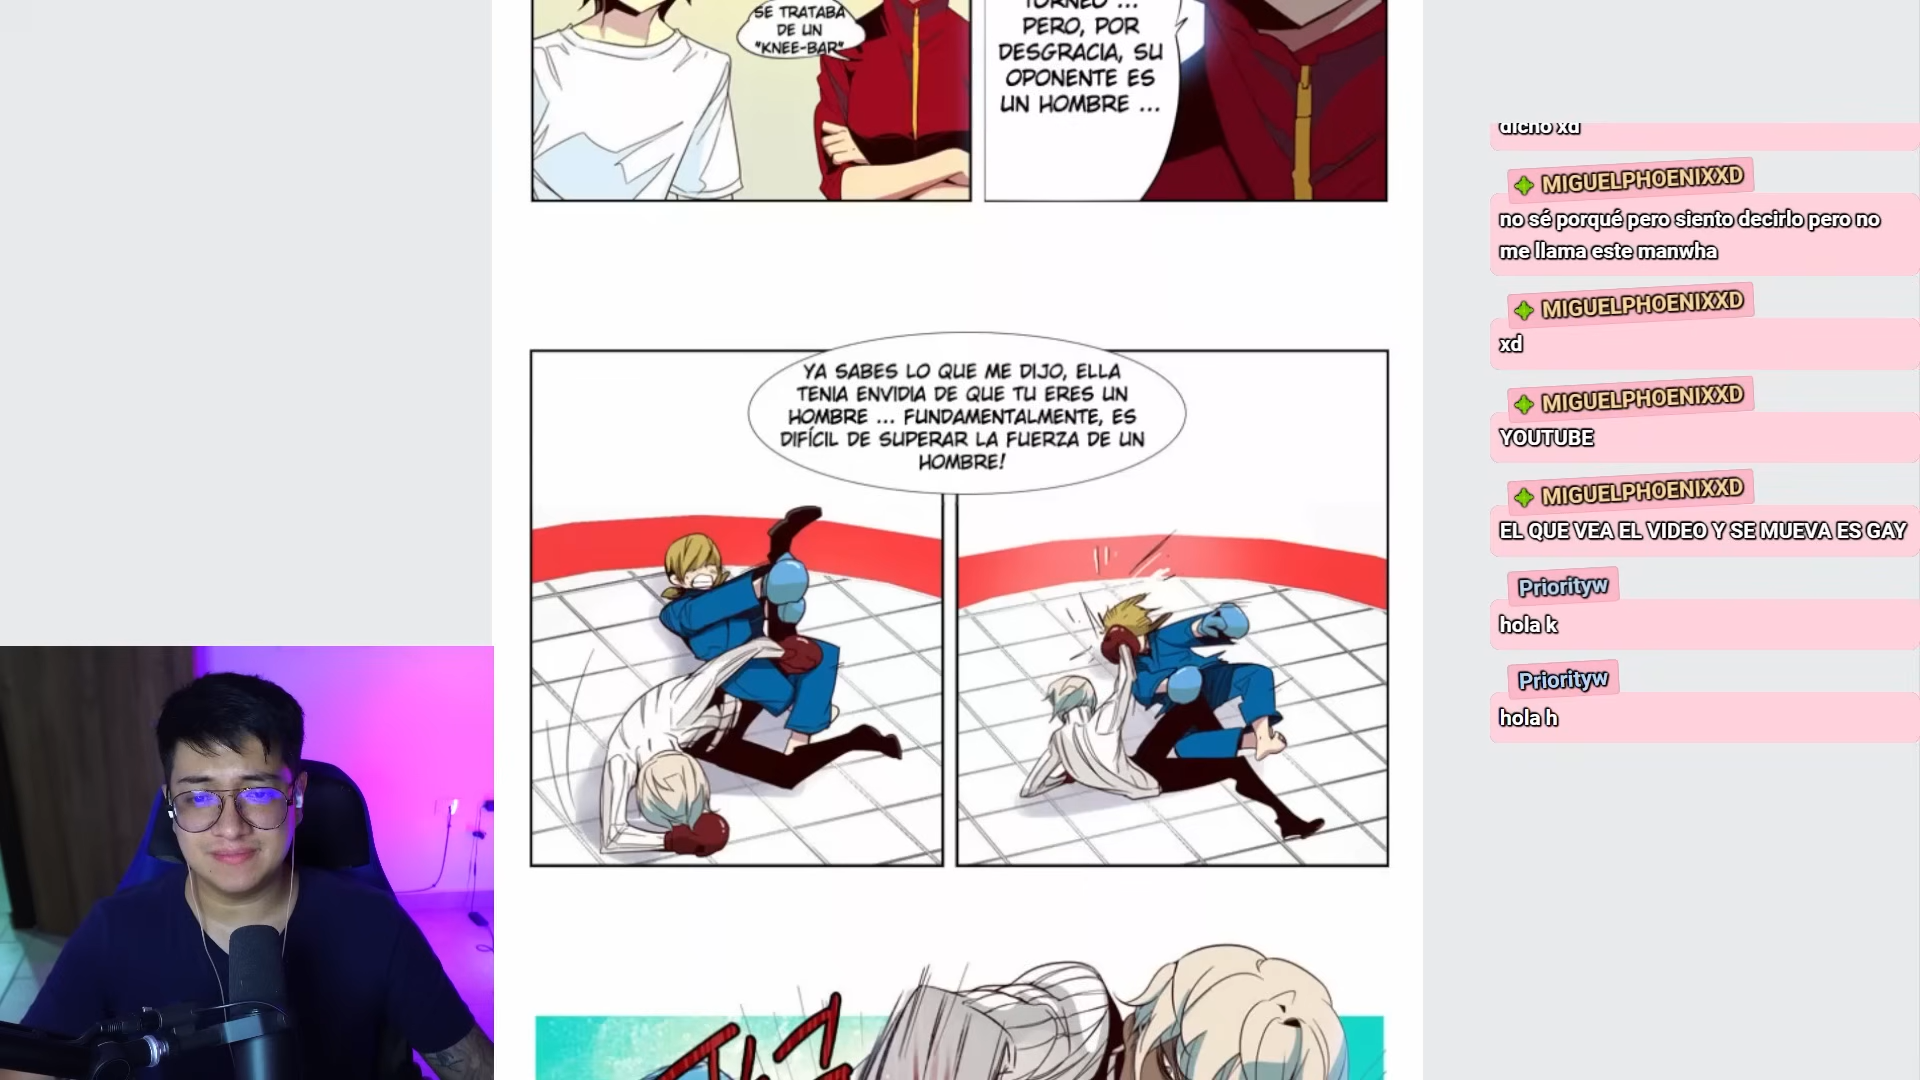 SE TRATABA
DE UN
"KNEE-BAR"
TORNEO ...
PERO, POR
DESGRACIA, SU
OPONENTE ES
UN HOMBRE ...
YA SABES LO QUE ME DIJO, ELLA
TENIA ENVIDIA DE QUE TU ERES UN
HOMBRE ... FUNDAMENTALMENTE, ES
DIFÍCIL DE SUPERAR LA FUERZA DE UN
HOMBRE!
dicho xd
MIGUELPHOENIXXD
no sé porqué pero siento decirlo pero no
me llama este manwha
MIGUELPHOENIXXD
xd
MIGUELPHOENIXXD
YOUTUBE
MIGUELPHOENIXXD
EL QUE VEA EL VIDEO Y SE MUEVA ES GAY
Priorityw
hola k
Priorityw
hola h